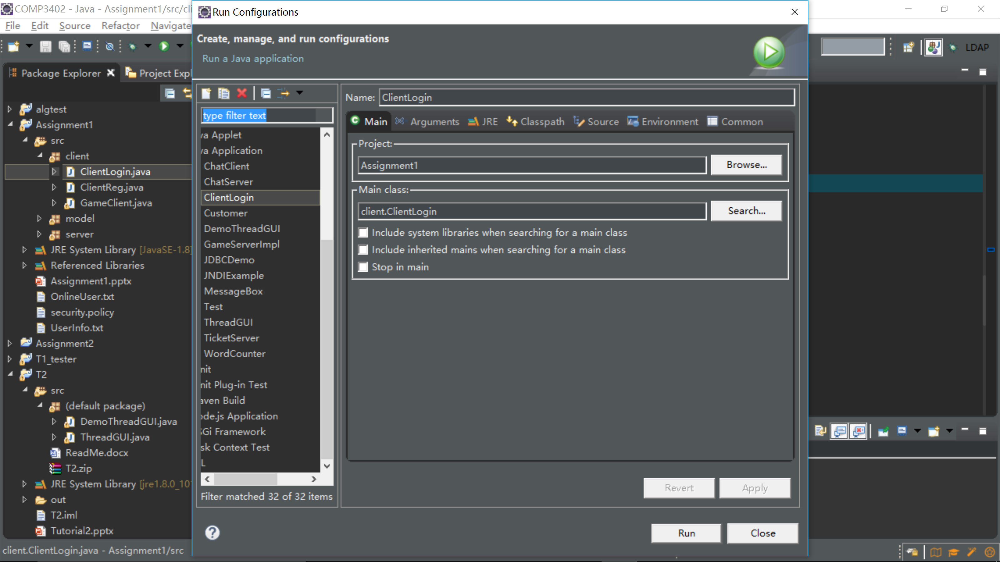 COMP3402 - Java - Assignment1/src/cli
File Edit Source Refactor Navigate
LDAP
Package Explorer
Project Expl
algtest
Assignment1
src
client
ClientLogin.java
ClientReg.java
GameClient.java
model
server
JRE System Library [JavaSE-1.8]
Referenced Libraries
Assignment1.pptx
OnlineUser.txt
security.policy
UserInfo.txt
Assignment2
T1_tester
T2
src
(default package)
DemoThreadGUI.java
ThreadGUI.java
ReadMe.docx
T2.zip
JRE System Library [jre1.8.0_10
out
T2.iml
Tutorial2.pptx
client.ClientLogin.java - Assignment1/src
Run Configurations
Create, manage, and run configurations
Run a Java application
type filter text
va Applet
va Application
ChatClient
ChatServer
ClientLogin
Customer
DemoThreadGUI
GameServerImpl
JDBCDemo
JNDIExample
MessageBox
Test
ThreadGUI
TicketServer
WordCounter
nit
nit Plug-in Test
aven Build
ode.js Application
SGi Framework
sk Context Test
L
Filter matched 32 of 32 items
Name: ClientLogin
Main Arguments JRE Classpath Source Environment Common
Project:
Assignment1 Browse...
Main class:
client.ClientLogin Search...
Include system libraries when searching for a main class
Include inherited mains when searching for a main class
Stop in main
Revert Apply
Run Close